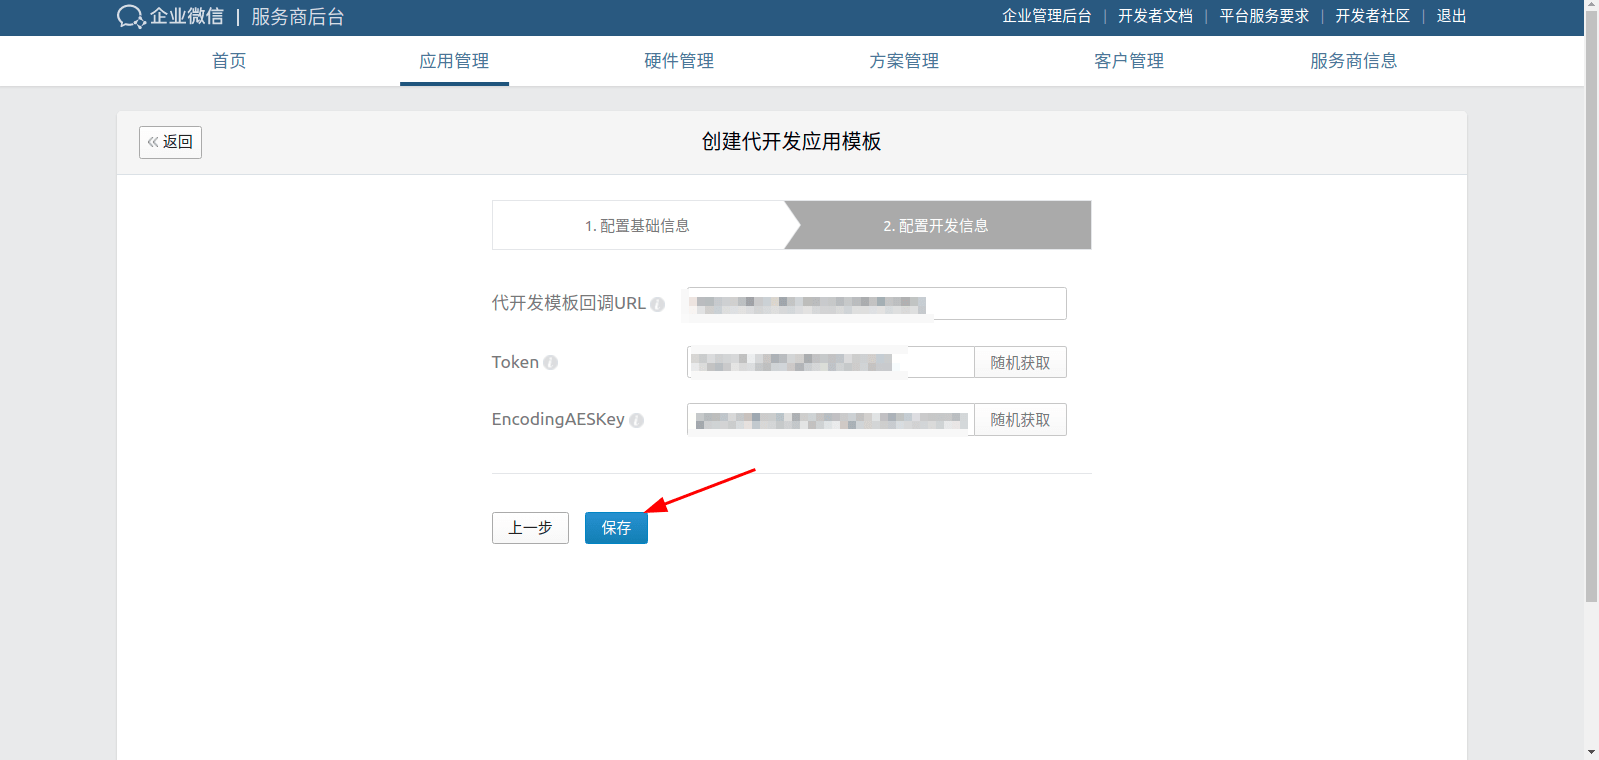 企业微信 | 服务商后台
企业管理后台 | 开发者文档 | 平台服务要求 | 开发者社区 | 退出
首页 应用管理 硬件管理 方案管理 客户管理 服务商信息
返回
创建代开发应用模板
1. 配置基础信息
2. 配置开发信息
代开发模板回调URL
Token
随机获取
EncodingAESKey
随机获取
上一步
保存